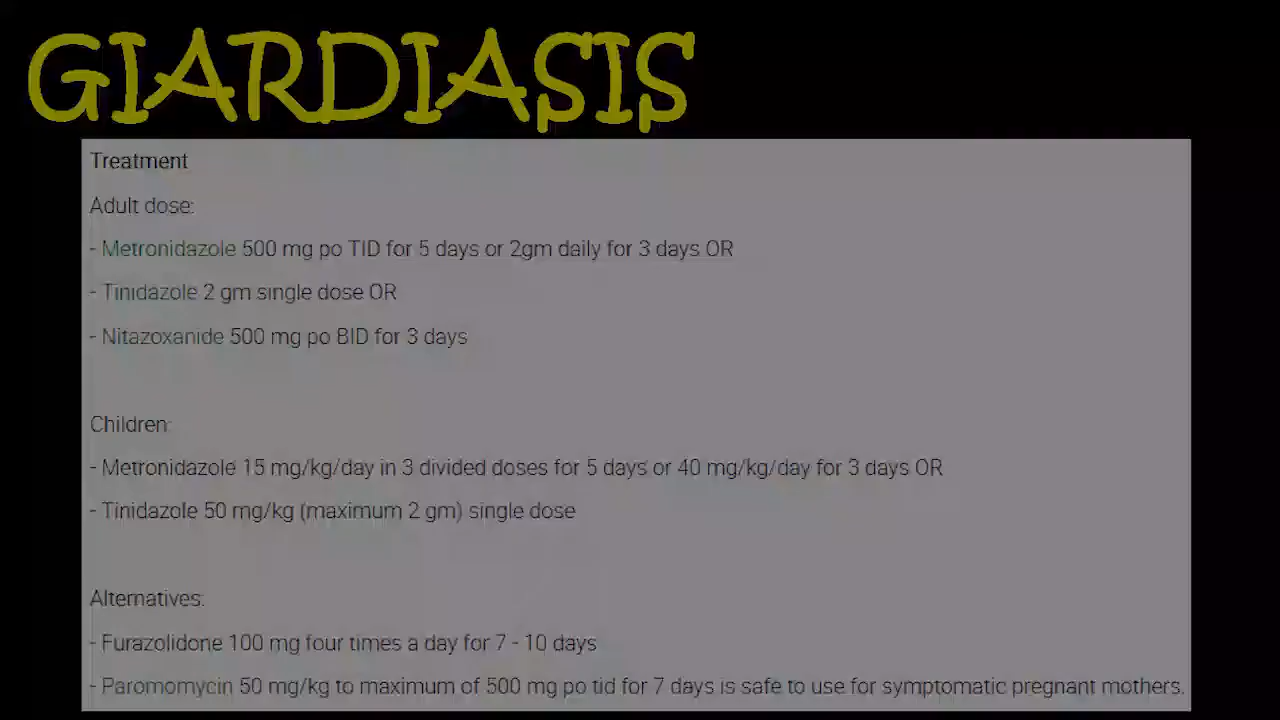 GIARDIASIS
Treatment
Adult dose:
- Metronidazole 500 mg po TID for 5 days or 2gm daily for 3 days OR
- Tinidazole 2 gm single dose OR
- Nitazoxanide 500 mg po BID for 3 days
Children:
- Metronidazole 15 mg/kg/day in 3 divided doses for 5 days or 40 mg/kg/day for 3 days OR
- Tinidazole 50 mg/kg (maximum 2 gm) single dose
Alternatives:
- Furazolidone 100 mg four times a day for 7 - 10 days
- Paromomycin 50 mg/kg to maximum of 500 mg po tid for 7 days is safe to use for symptomatic pregnant mothers.